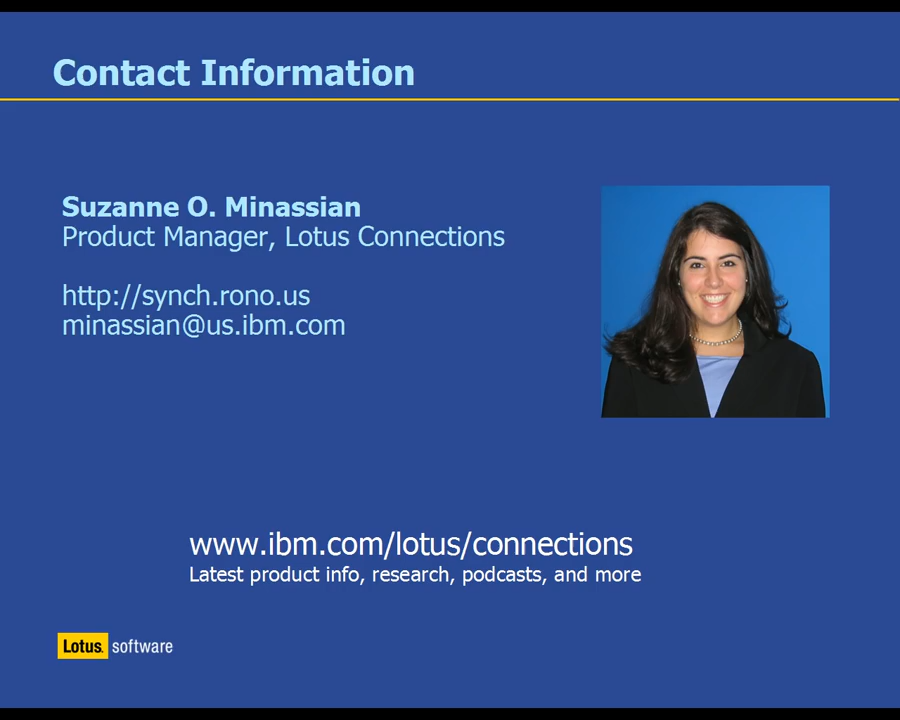 Contact Information
Suzanne O. Minassian
Product Manager, Lotus Connections
http://synch.rono.us
minassian@us.ibm.com
www.ibm.com/lotus/connections
Latest product info, research, podcasts, and more
Lotus. software